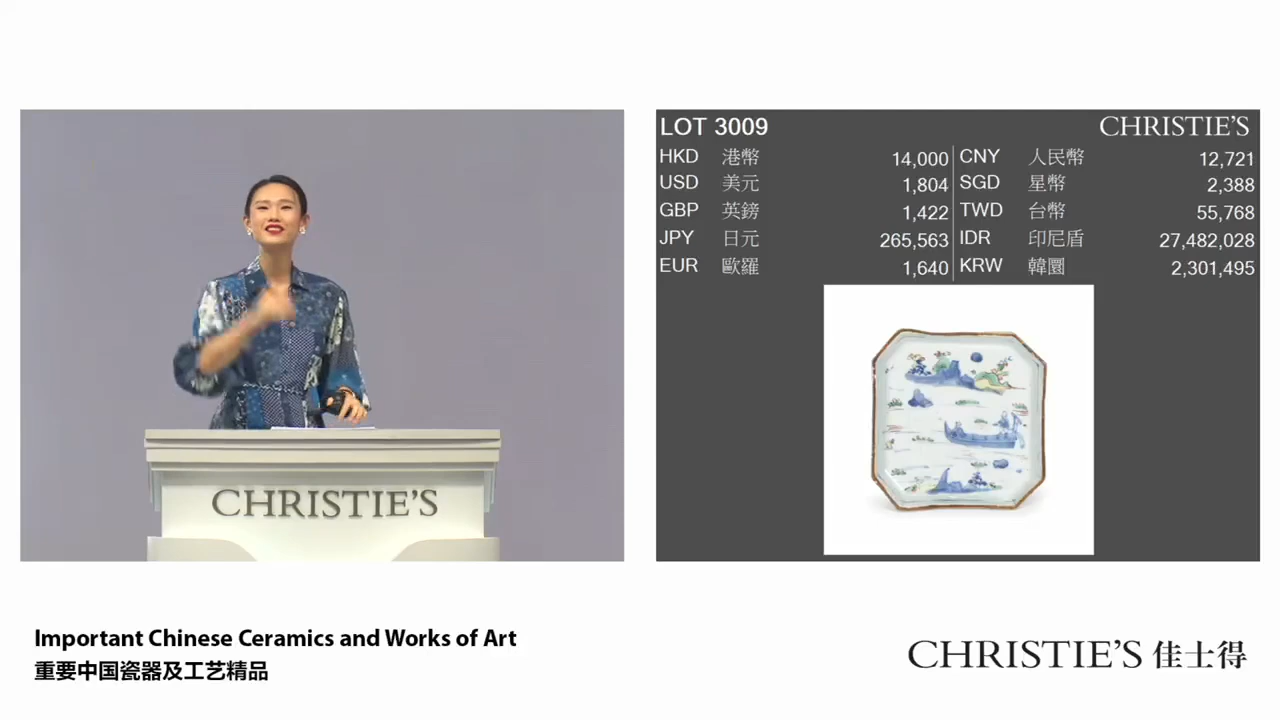 CHRISTIE'S
LOT 3009 CHRISTIE'S
HKD 港幣 14,000 CNY 人民幣 12,721
USD 美元 1,804 SGD 星幣 2,388
GBP 英鎊 1,422 TWD 台幣 55,768
JPY 日元 265,563 IDR 印尼盾 27,482,028
EUR 歐羅 1,640 KRW 韓圜 2,301,495
Important Chinese Ceramics and Works of Art
重要中国瓷器及工艺精品
CHRISTIE'S 佳士得